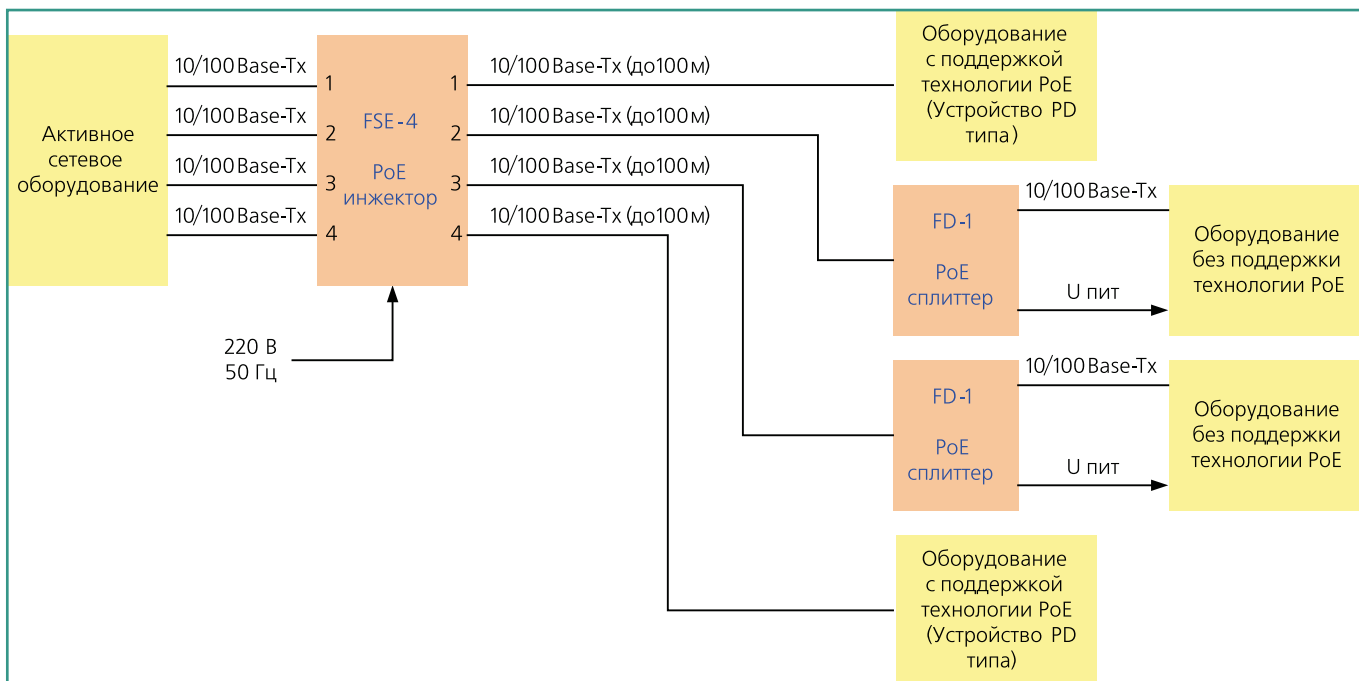 Активное
сетевое
оборудование
10/100 Base-Tx
10/100 Base-Tx
10/100 Base-Tx
10/100 Base-Tx
1
2
3
4
FSE-4
PoE
инжектор
1
2
3
4
220 В
50 Гц
10/100 Base-Tx (до100 м)
10/100 Base-Tx (до100 м)
10/100 Base-Tx (до100 м)
10/100 Base-Tx (до100 м)
Оборудование
с поддержкой
технологии PoE
(Устройство PD
типа)
FD-1
PoE
сплиттер
10/100 Base-Tx
U пит
Оборудование
без поддержки
технологии PoE
FD-1
PoE
сплиттер
10/100 Base-Tx
U пит
Оборудование
без поддержки
технологии PoE
Оборудование
с поддержкой
технологии PoE
(Устройство PD
типа)